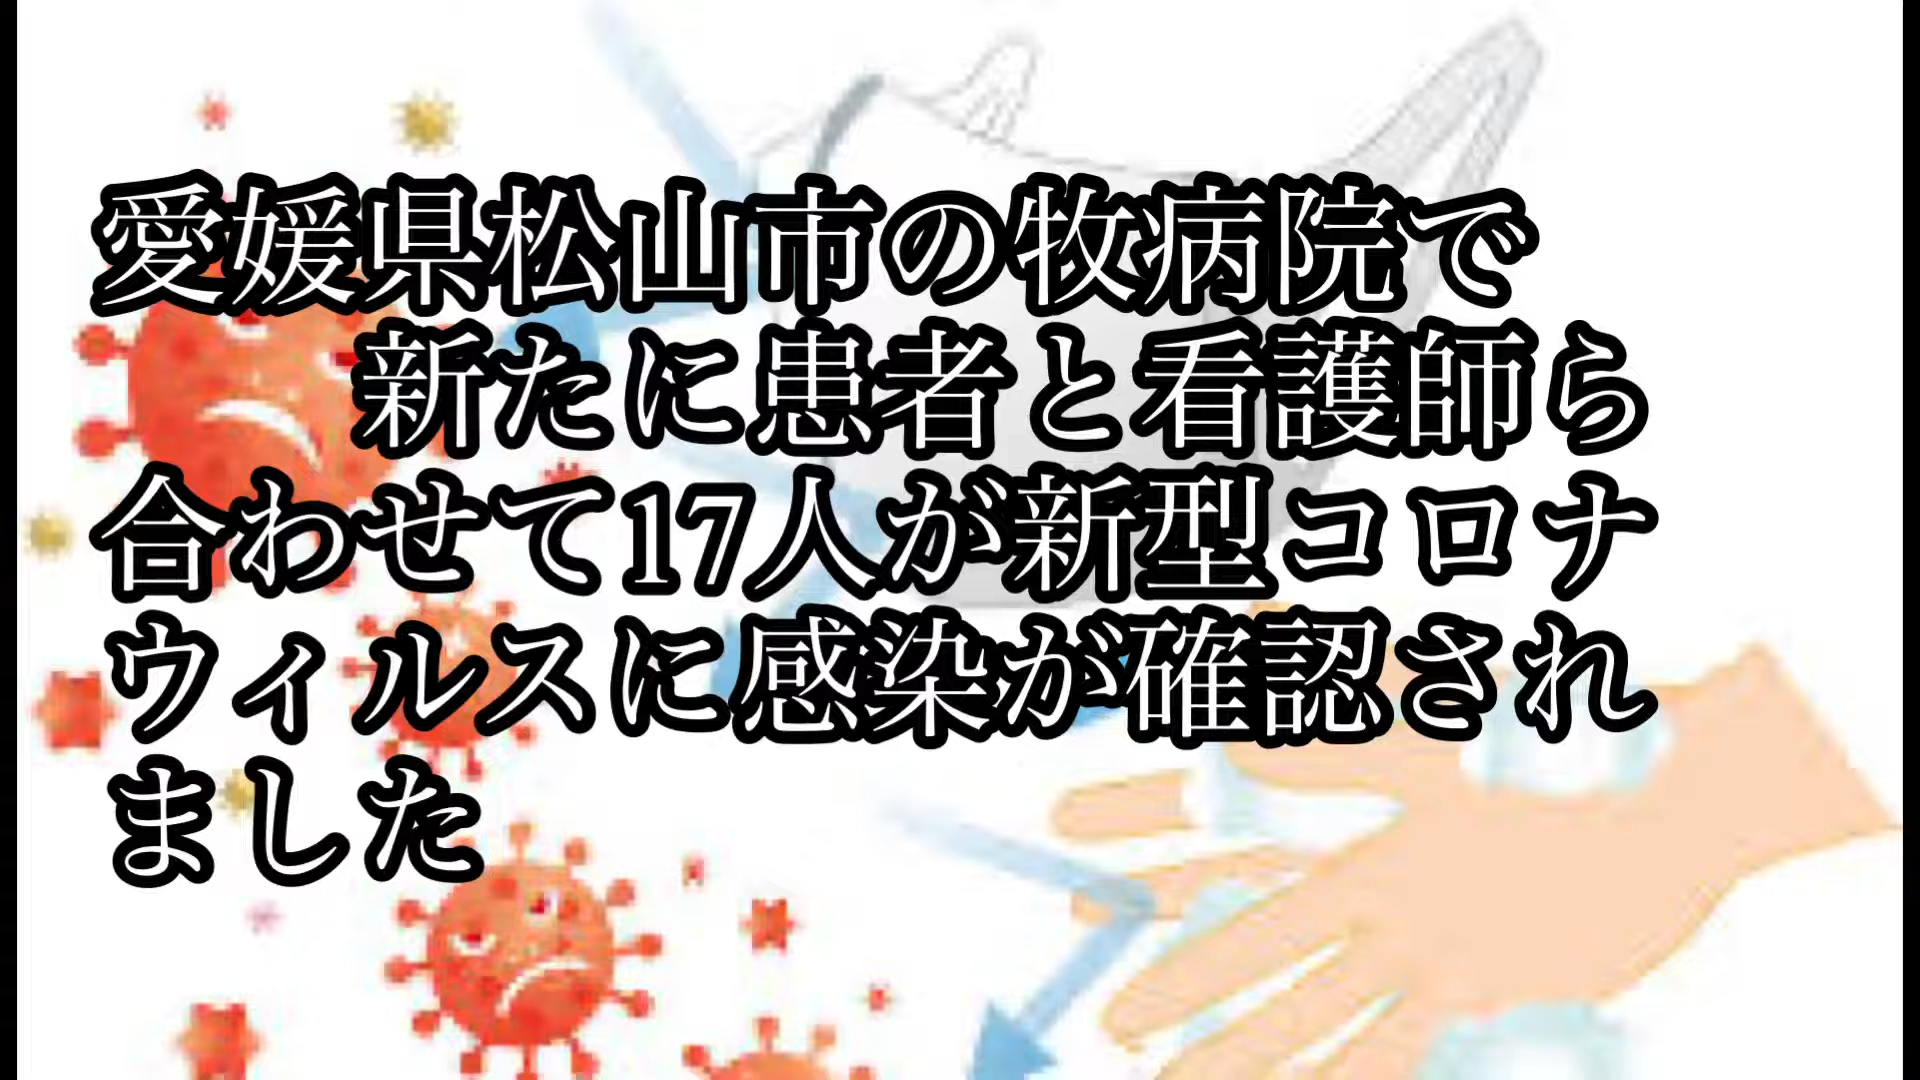 愛媛県松山市の牧病院で
新たに患者と看護師ら
合わせて17人が新型コロナ
ウィルスに感染が確認され
ました